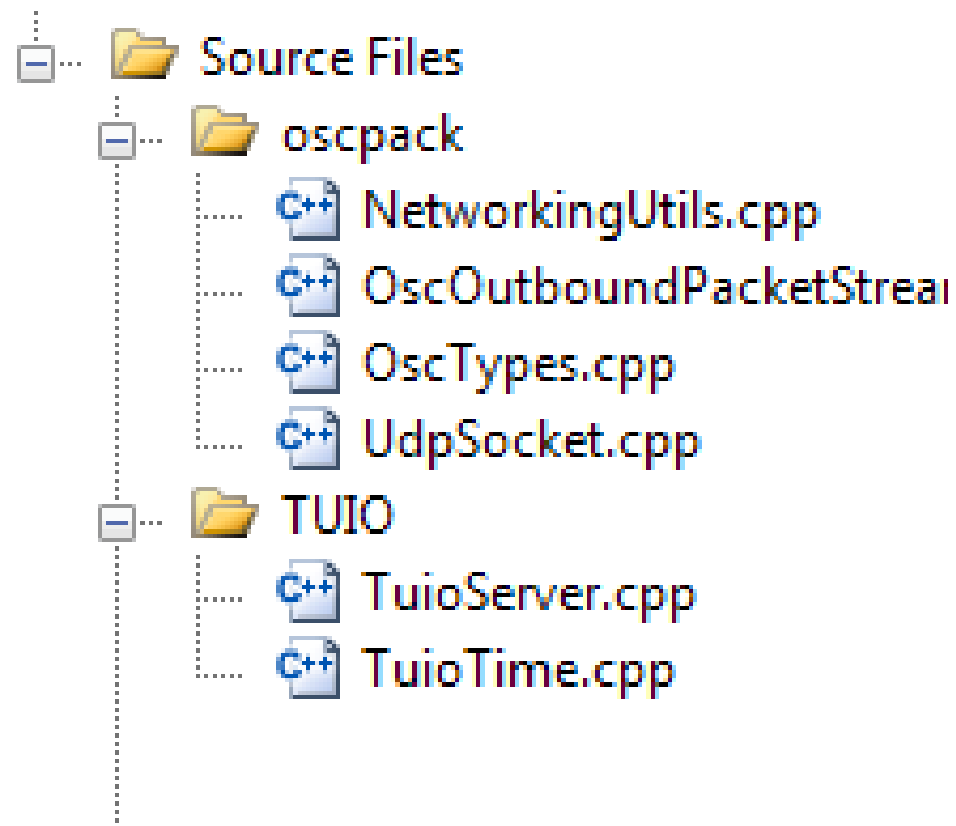 Source Files
oscpack
C++ NetworkingUtils.cpp
C++ OscOutboundPacketStrea
C++ OscTypes.cpp
C++ UdpSocket.cpp
TUIO
C++ TuioServer.cpp
C++ TuioTime.cpp